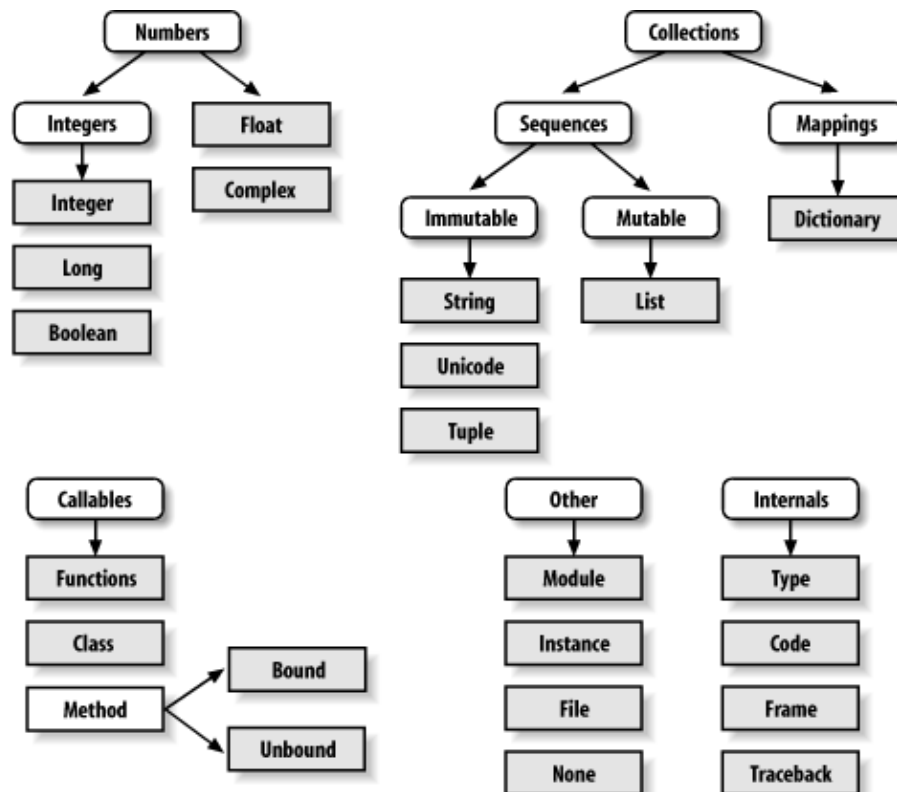 Numbers
Collections
Integers
Float
Sequences
Mappings
Integer
Complex
Immutable
Mutable
Dictionary
Long
String
List
Boolean
Unicode
Tuple
Callables
Other
Internals
Functions
Module
Type
Class
Instance
Code
Bound
Method
File
Frame
Unbound
None
Traceback